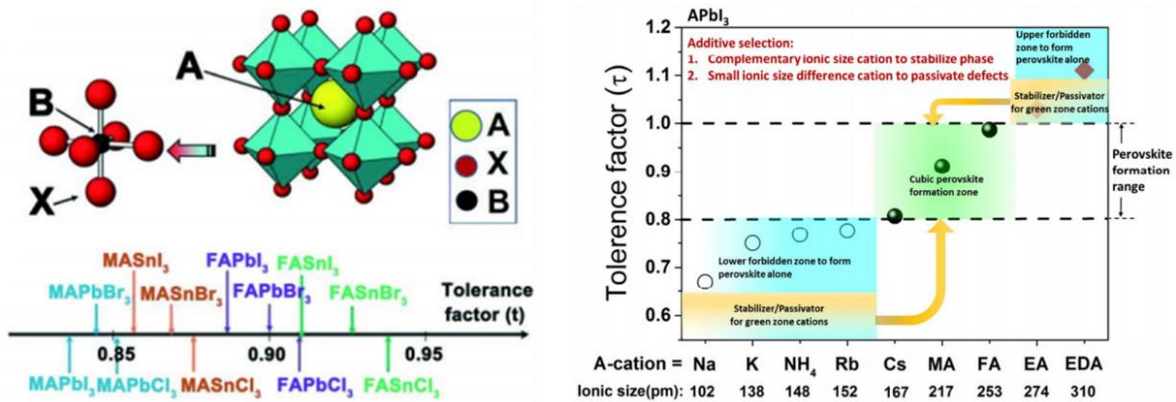 A
B
X
A
X
B
MASnI₃
FAPbI₃
FASnI₃
MAPbBr₃
MASnBr₃
FAPbBr₃
FASnBr₃
Tolerance
factor (t)
0.85
0.90
0.95
MAPbI₃
MAPbCl₃
MASnCl₃
FAPbCl₃
FASnCl₃
APbI₃
Additive selection:
1. Complementary ionic size cation to stabilize phase
2. Small ionic size difference cation to passivate defects
Upper forbidden
zone to form
perovskite alone
Stabilizer/Passivator
for green zone cations
Cubic perovskite
formation zone
Perovskite
formation
range
Lower forbidden zone to form
perovskite alone
Stabilizer/Passivator
for green zone cations
Tolerence factor (τ)
1.2
1.1
1.0
0.9
0.8
0.7
0.6
A-cation = Na K NH₄ Rb Cs MA FA EA EDA
Ionic size(pm): 102 138 148 152 167 217 253 274 310